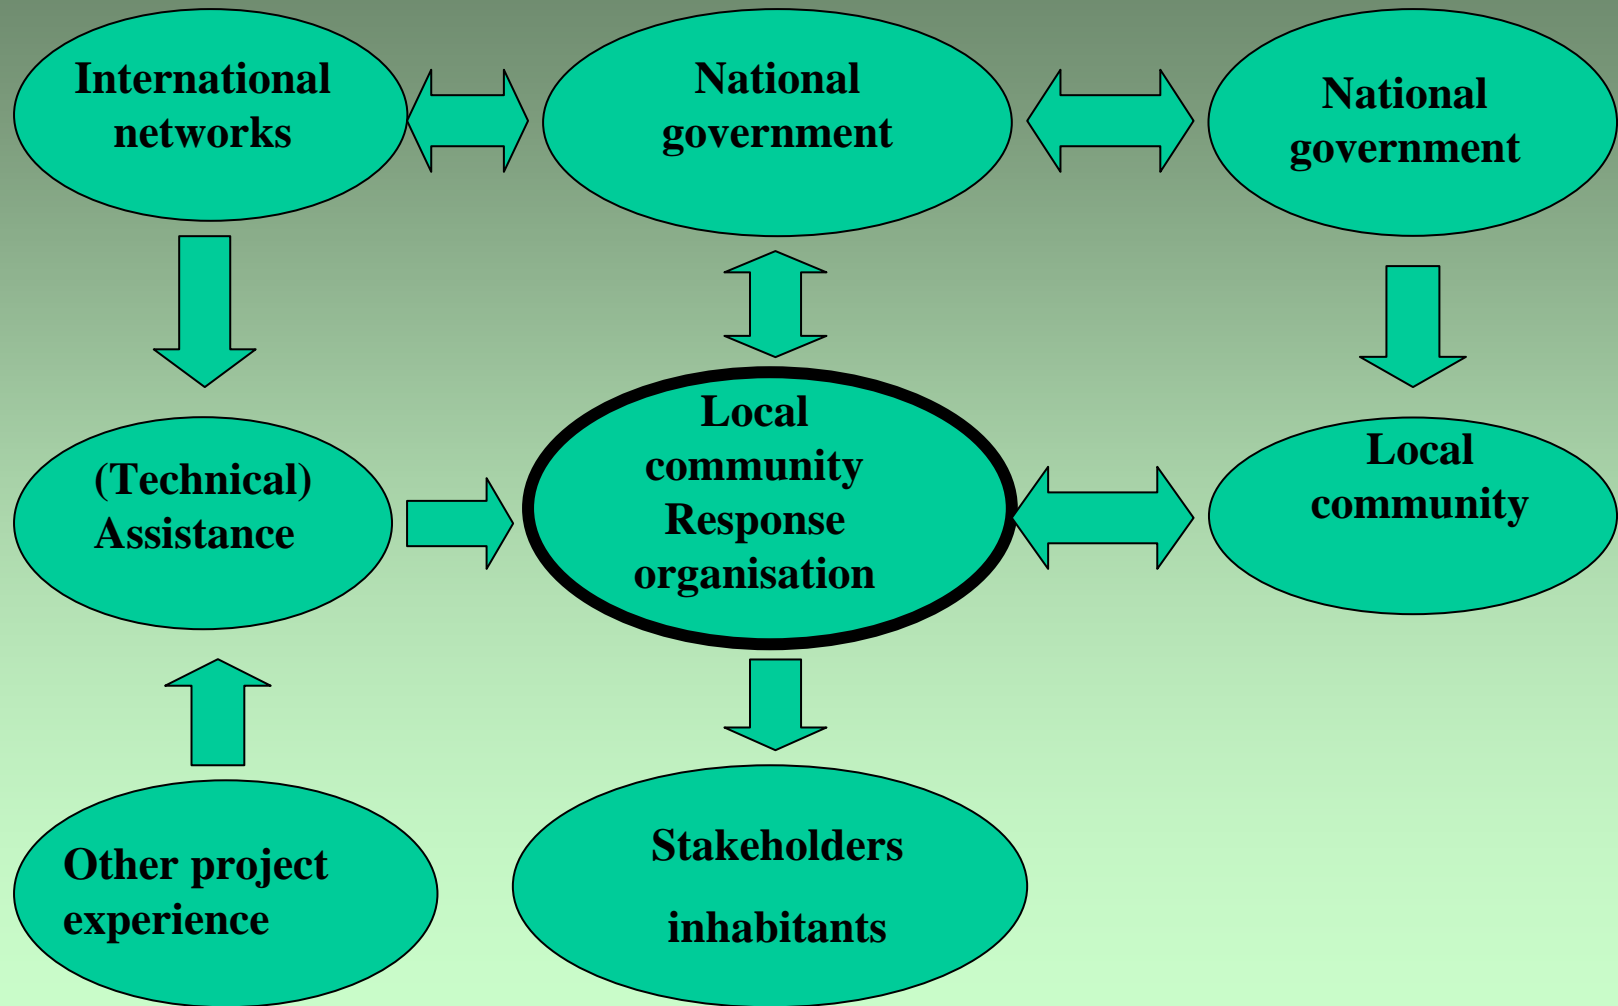 International
networks
National
government
National
government
(Technical)
Assistance
Local
community
Response
organisation
Local
community
Other project
experience
Stakeholders
inhabitants